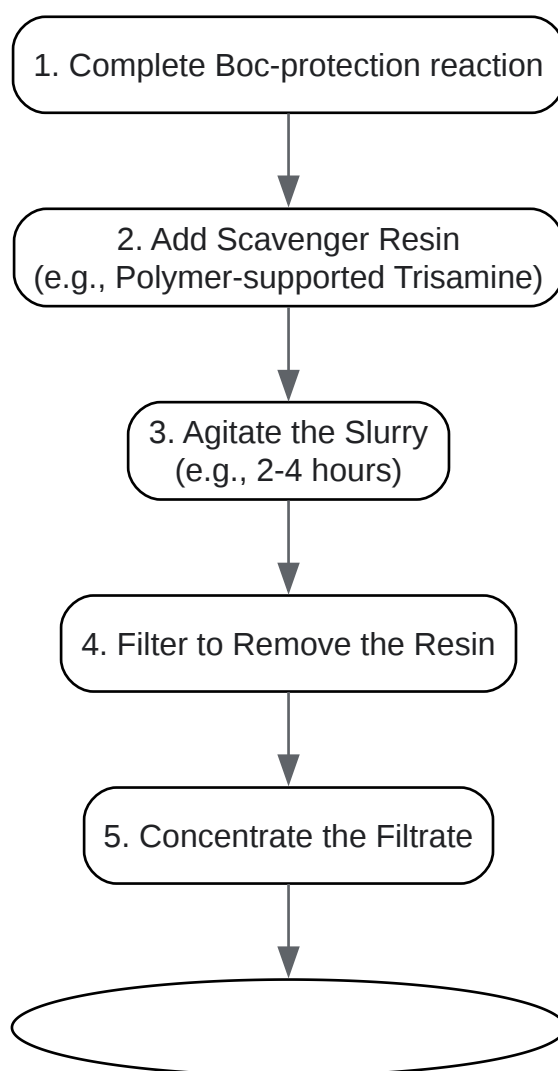 1. Complete Boc-protection reaction
2. Add Scavenger Resin
(e.g., Polymer-supported Trisamine)
3. Agitate the Slurry
(e.g., 2-4 hours)
4. Filter to Remove the Resin
5. Concentrate the Filtrate